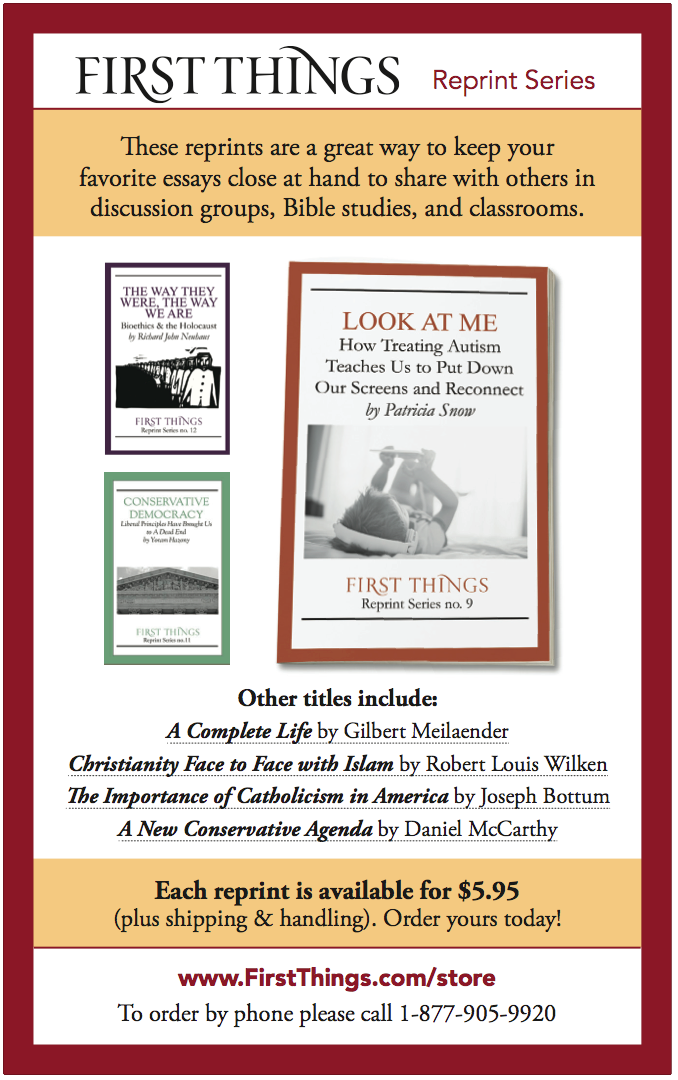 FIRST THINGS Reprint Series
These reprints are a great way to keep your
favorite essays close at hand to share with others in
discussion groups, Bible studies, and classrooms.
THE WAY THEY
WERE, THE WAY
WE ARE
Bioethics & the Holocaust
by Richard John Neuhaus
FIRST THINGS
Reprint Series no. 12
CONSERVATIVE
DEMOCRACY
Liberal Principles Have Brought Us
to A Dead End
by Yoram Hazony
FIRST THINGS
Reprint Series no.11
LOOK AT ME
How Treating Autism
Teaches Us to Put Down
Our Screens and Reconnect
by Patricia Snow
FIRST THINGS
Reprint Series no. 9
Other titles include:
A Complete Life by Gilbert Meilaender
Christianity Face to Face with Islam by Robert Louis Wilken
The Importance of Catholicism in America by Joseph Bottum
A New Conservative Agenda by Daniel McCarthy
Each reprint is available for $5.95
(plus shipping & handling). Order yours today!
www.FirstThings.com/store
To order by phone please call 1-877-905-9920